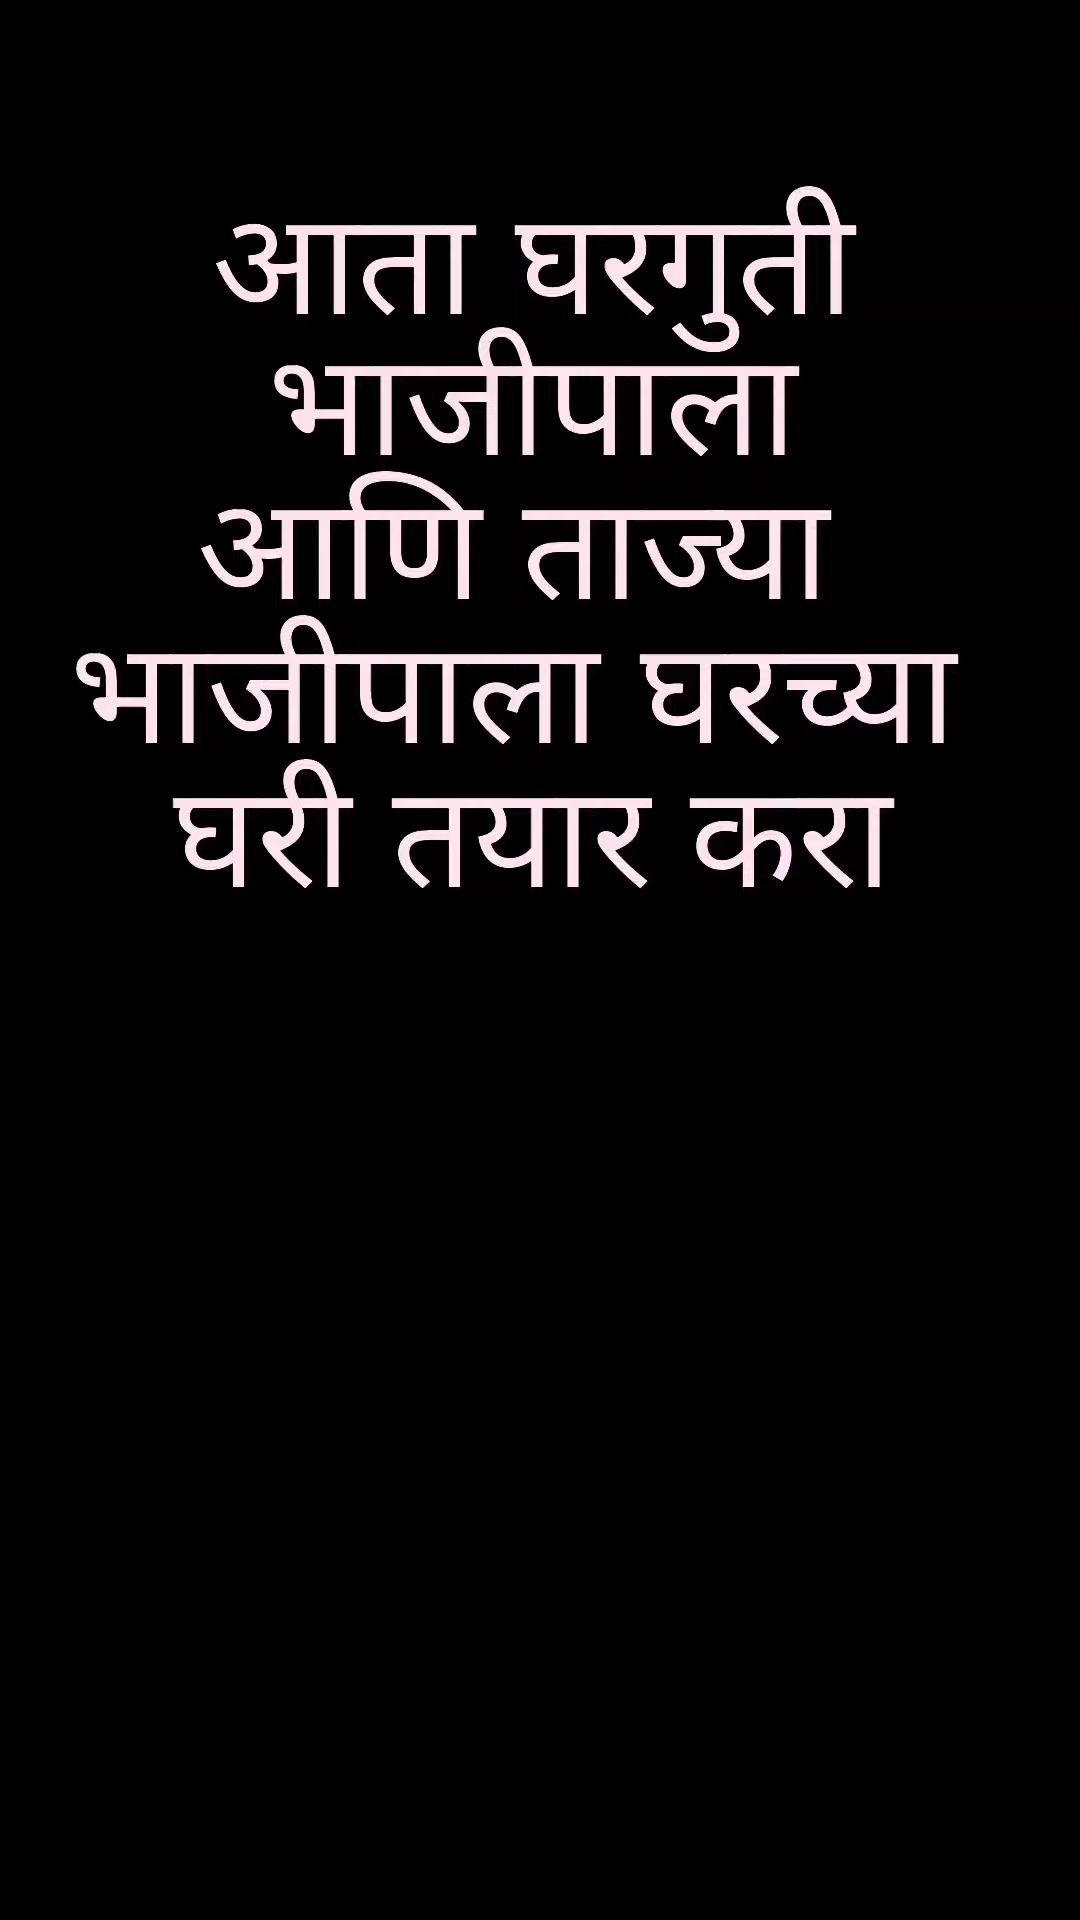 आता घरगुती
भाजीपाला
आणि ताज्या
भाजीपाला घरच्या
घरी तयार करा